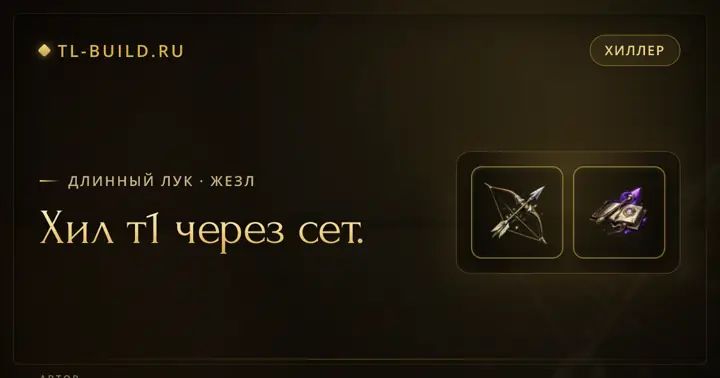 TL-BUILD.RU
ХИЛЛЕР
ДЛИННЫЙ ЛУК · ЖЕЗЛ
Хил т1 через сет.